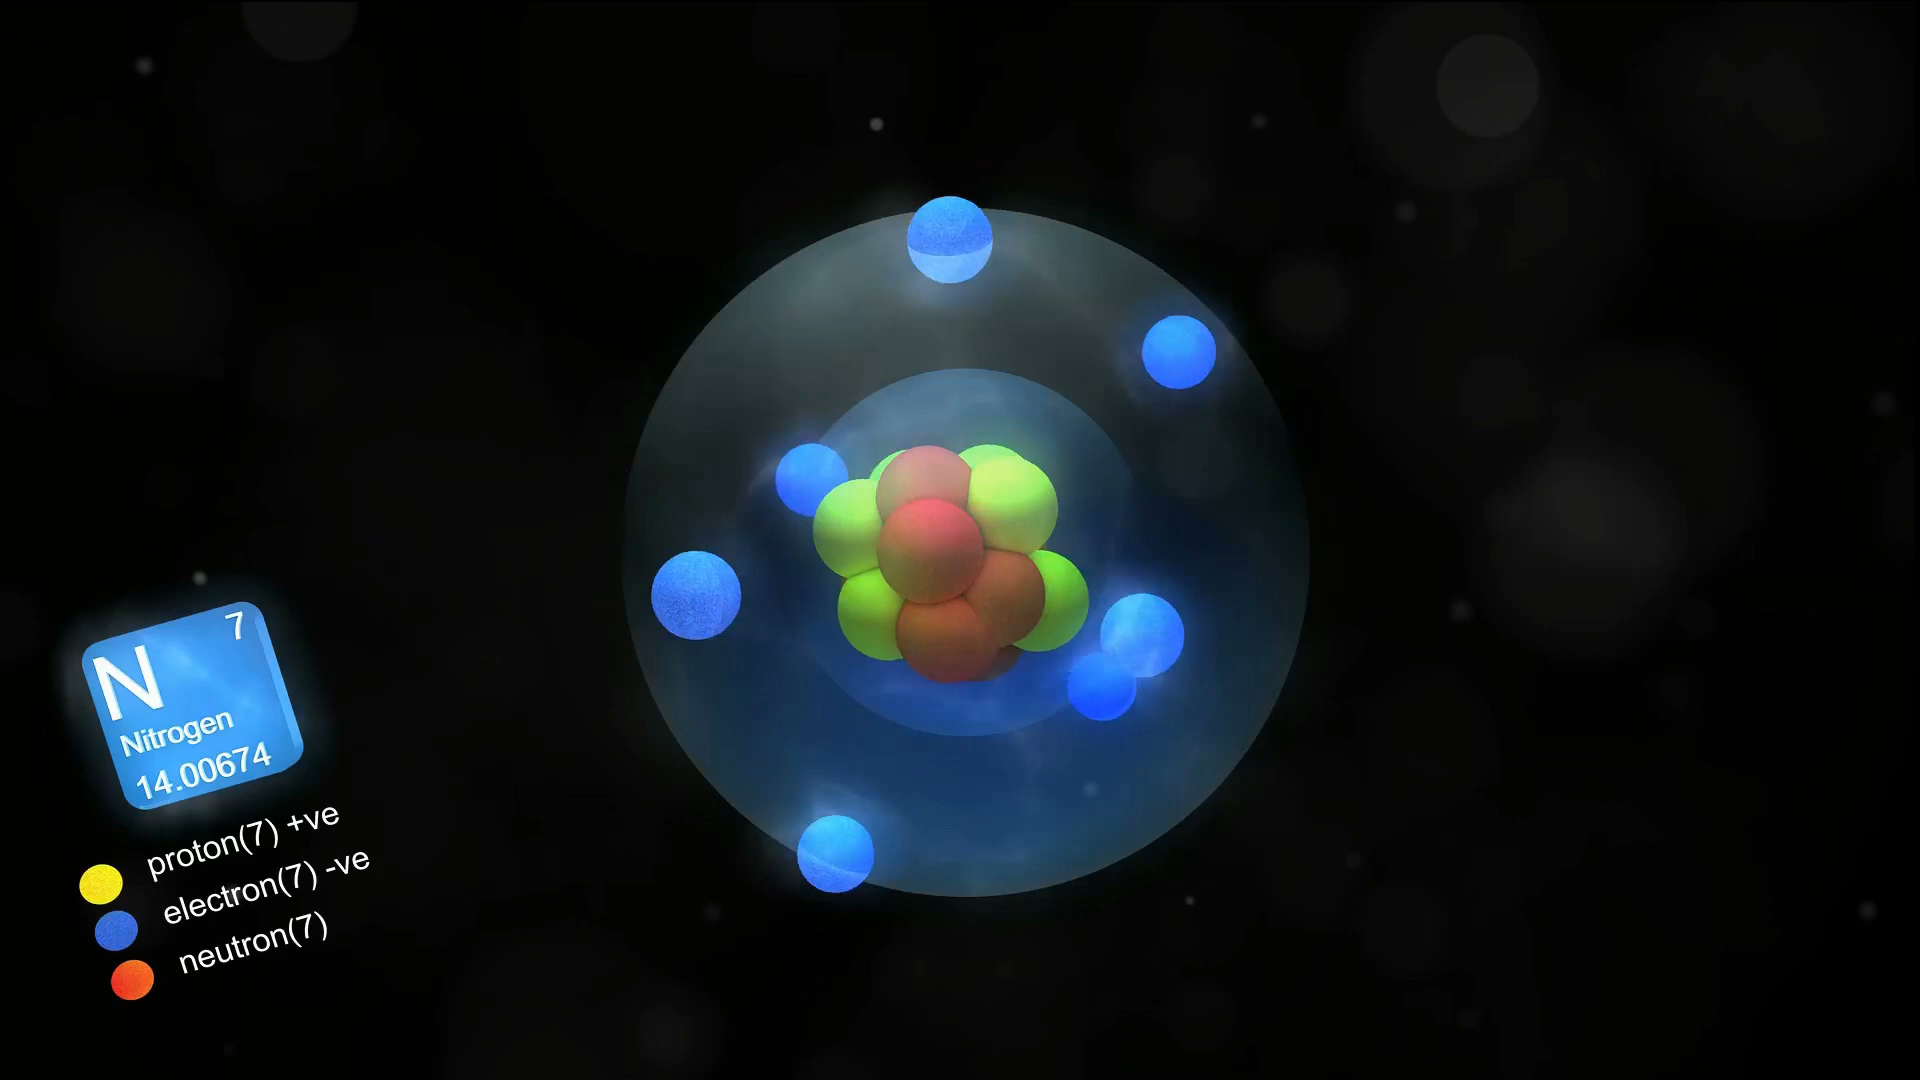 7
N
Nitrogen
14.00674
proton(7) +ve
electron(7) -ve
neutron(7)